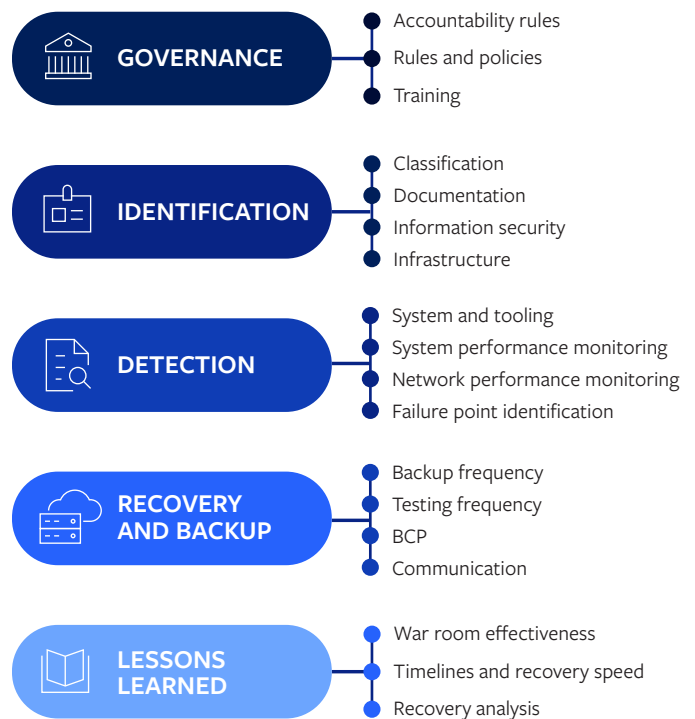 GOVERNANCE
Accountability rules
Rules and policies
Training
IDENTIFICATION
Classification
Documentation
Information security
Infrastructure
DETECTION
System and tooling
System performance monitoring
Network performance monitoring
Failure point identification
RECOVERY
AND BACKUP
Backup frequency
Testing frequency
BCP
Communication
LESSONS
LEARNED
War room effectiveness
Timelines and recovery speed
Recovery analysis